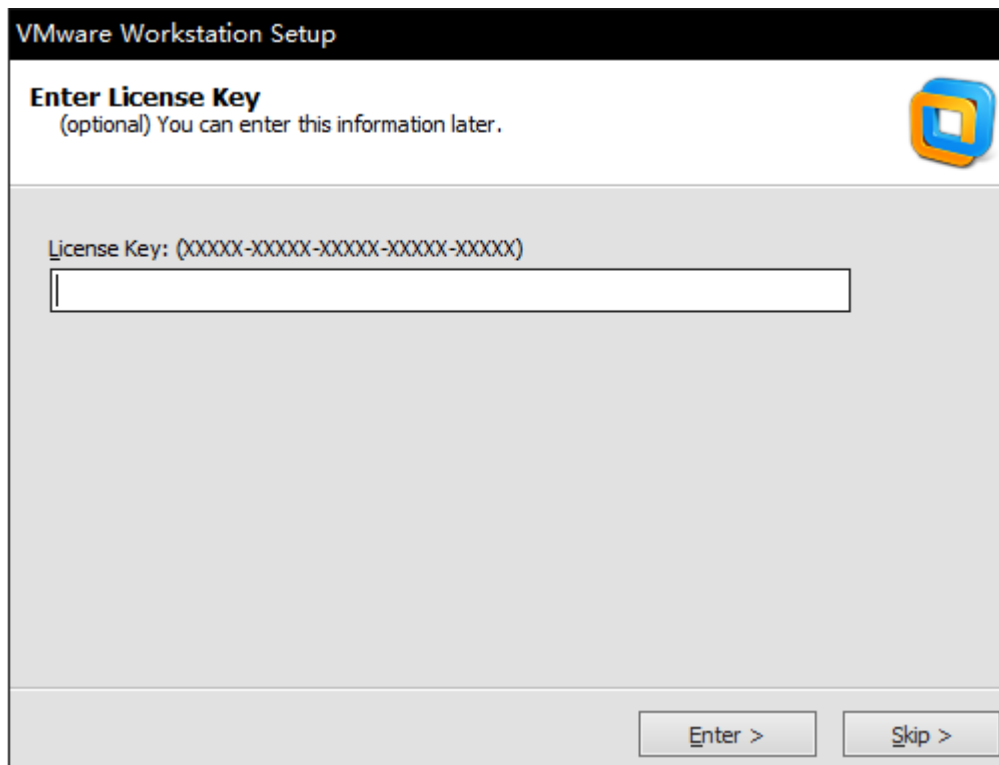 VMware Workstation Setup
Enter License Key
(optional) You can enter this information later.
License Key: (XXXXX-XXXXX-XXXXX-XXXXX-XXXXX)
Enter > Skip >